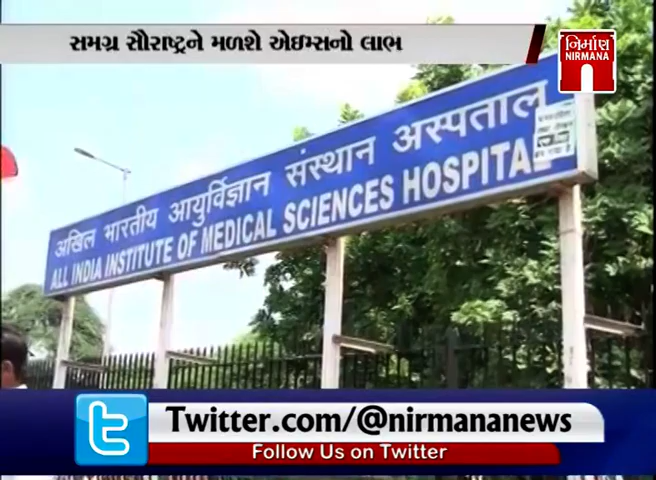 સમગ્ર સૌરાષ્ટ્રને મળશે એઇમ્સનો લાભ
નિર્માણ
NIRMANA
अखिल भारतीय आयुर्विज्ञान संस्थान अस्पताल
ALL INDIA INSTITUTE OF MEDICAL SCIENCES HOSPITAL
Twitter.com/@nirmananews
Follow Us on Twitter